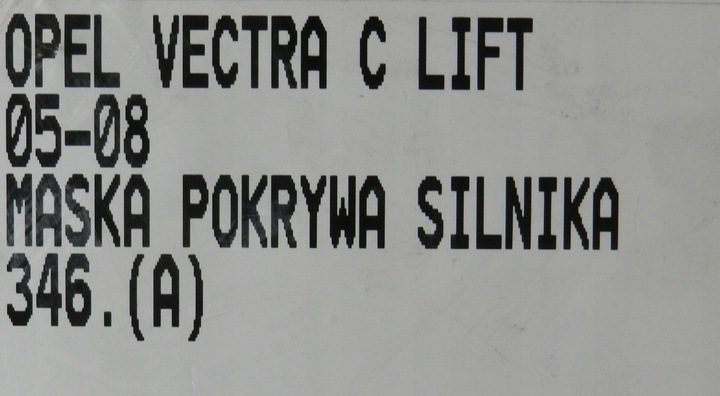 OPEL VECTRA C LIFT
05-08
MASKA POKRYWA SILNIKA
346.(A)